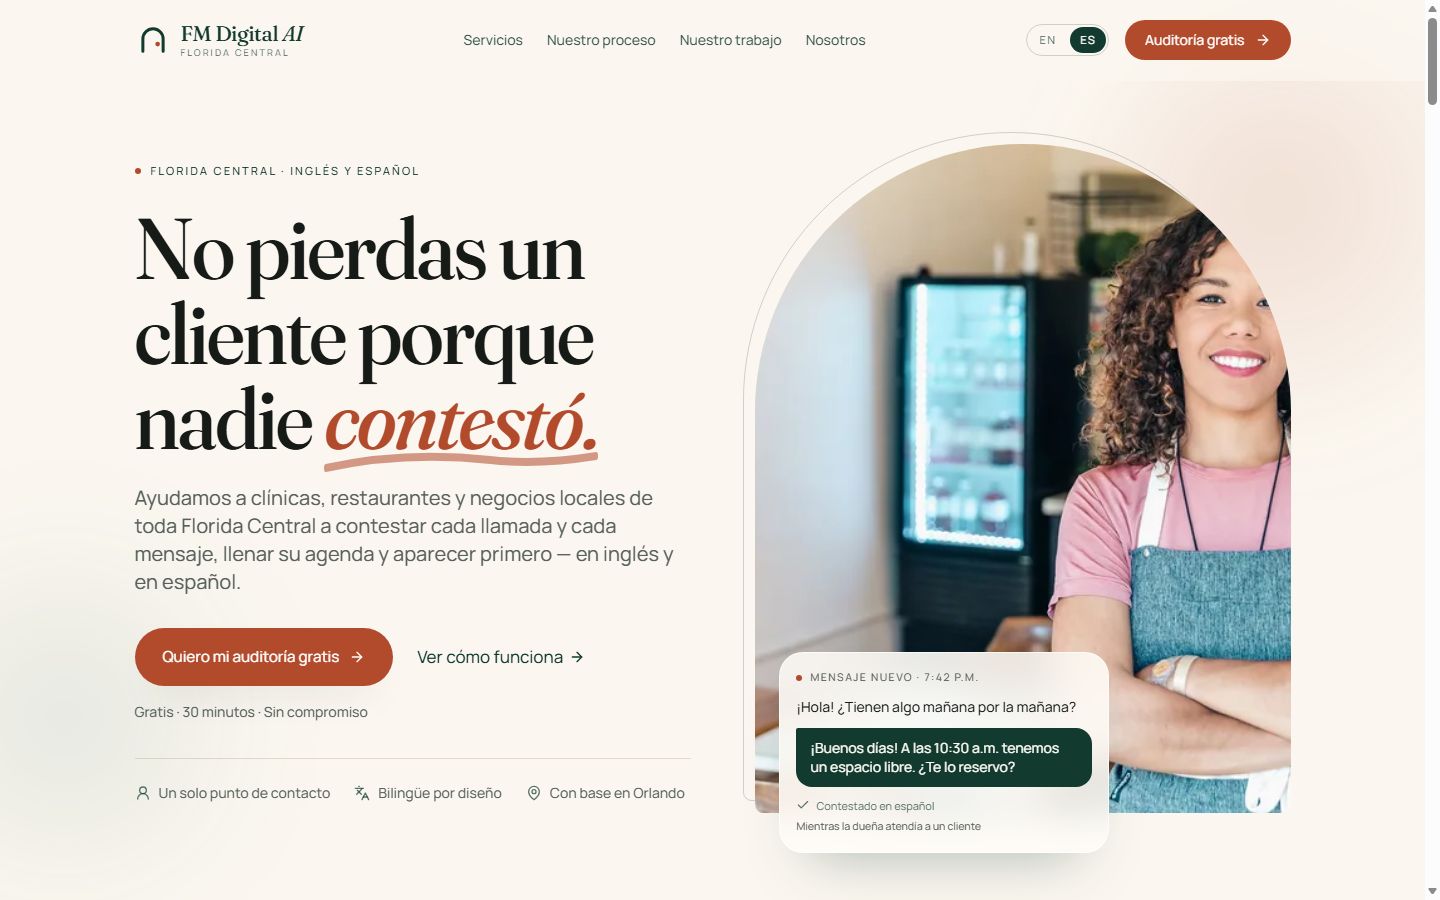 FM Digital AI
FLORIDA CENTRAL
Servicios
Nuestro proceso
Nuestro trabajo
Nosotros
EN
ES
Auditoría gratis
FLORIDA CENTRAL · INGLÉS Y ESPAÑOL
No pierdas un
cliente porque
nadie contestó.
Ayudamos a clínicas, restaurantes y negocios locales de
toda Florida Central a contestar cada llamada y cada
mensaje, llenar su agenda y aparecer primero — en inglés y
en español.
Quiero mi auditoría gratis
Ver cómo funciona
Gratis · 30 minutos · Sin compromiso
Un solo punto de contacto
Bilingüe por diseño
Con base en Orlando
MENSAJE NUEVO · 7:42 P.M.
¡Hola! ¿Tienen algo mañana por la mañana?
¡Buenos días! A las 10:30 a.m. tenemos
un espacio libre. ¿Te lo reservo?
Contestado en español
Mientras la dueña atendía a un cliente